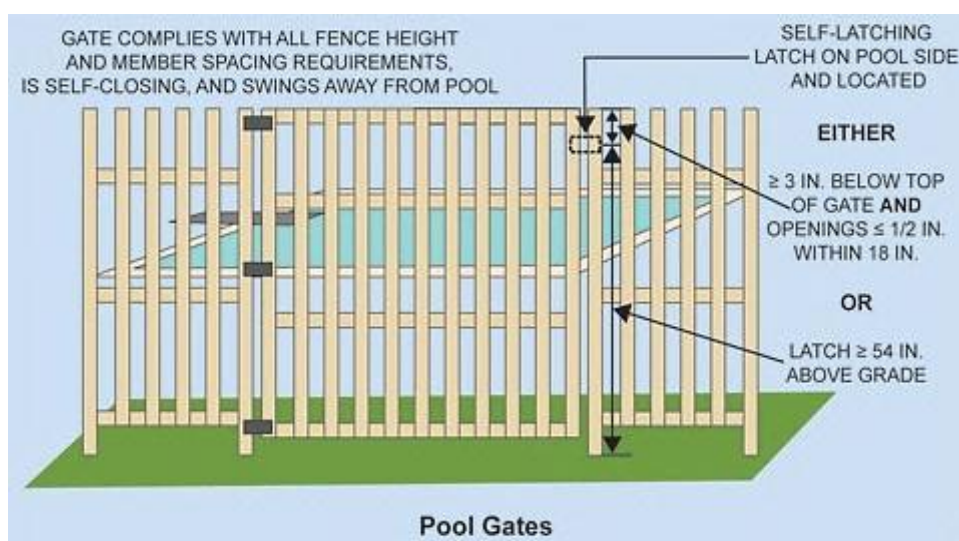 GATE COMPLIES WITH ALL FENCE HEIGHT
AND MEMBER SPACING REQUIREMENTS,
IS SELF-CLOSING, AND SWINGS AWAY FROM POOL
SELF-LATCHING
LATCH ON POOL SIDE
AND LOCATED
EITHER
≥ 3 IN. BELOW TOP
OF GATE AND
OPENINGS ≤ 1/2 IN.
WITHIN 18 IN.
OR
LATCH ≥ 54 IN.
ABOVE GRADE
Pool Gates